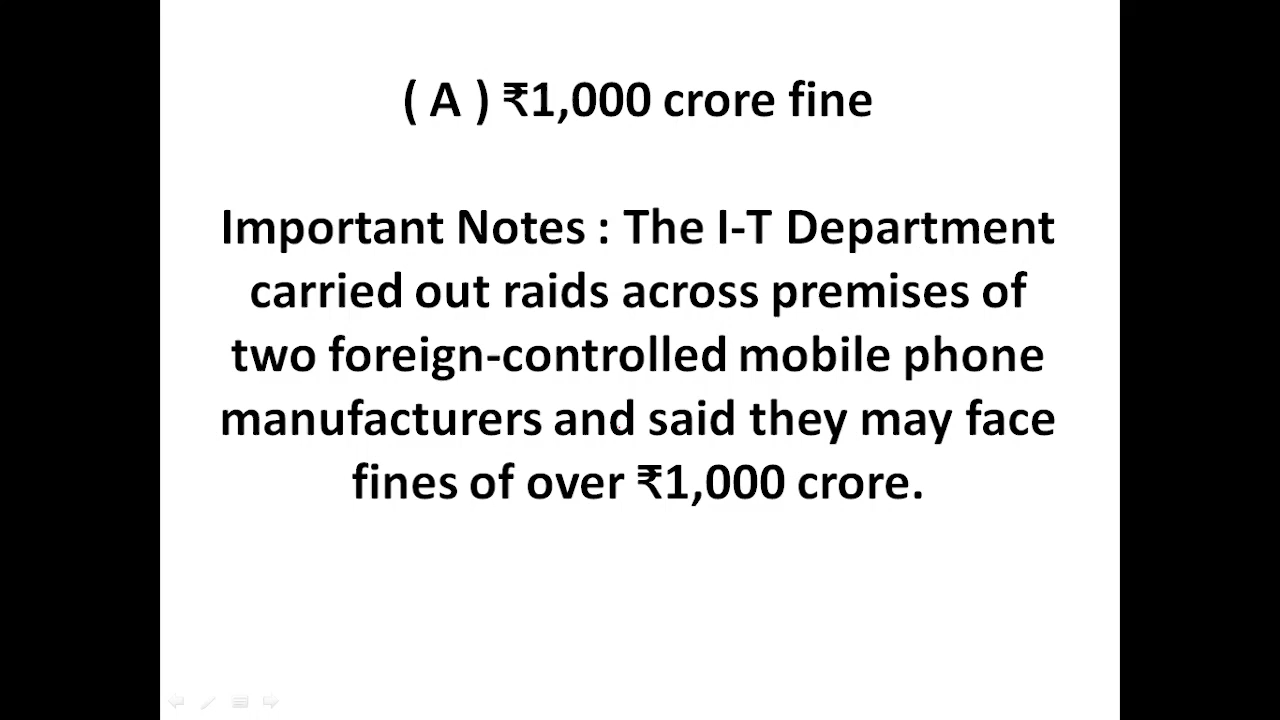 ( A ) ₹1,000 crore fine
Important Notes : The I-T Department
carried out raids across premises of
two foreign-controlled mobile phone
manufacturers and said they may face
fines of over ₹1,000 crore.